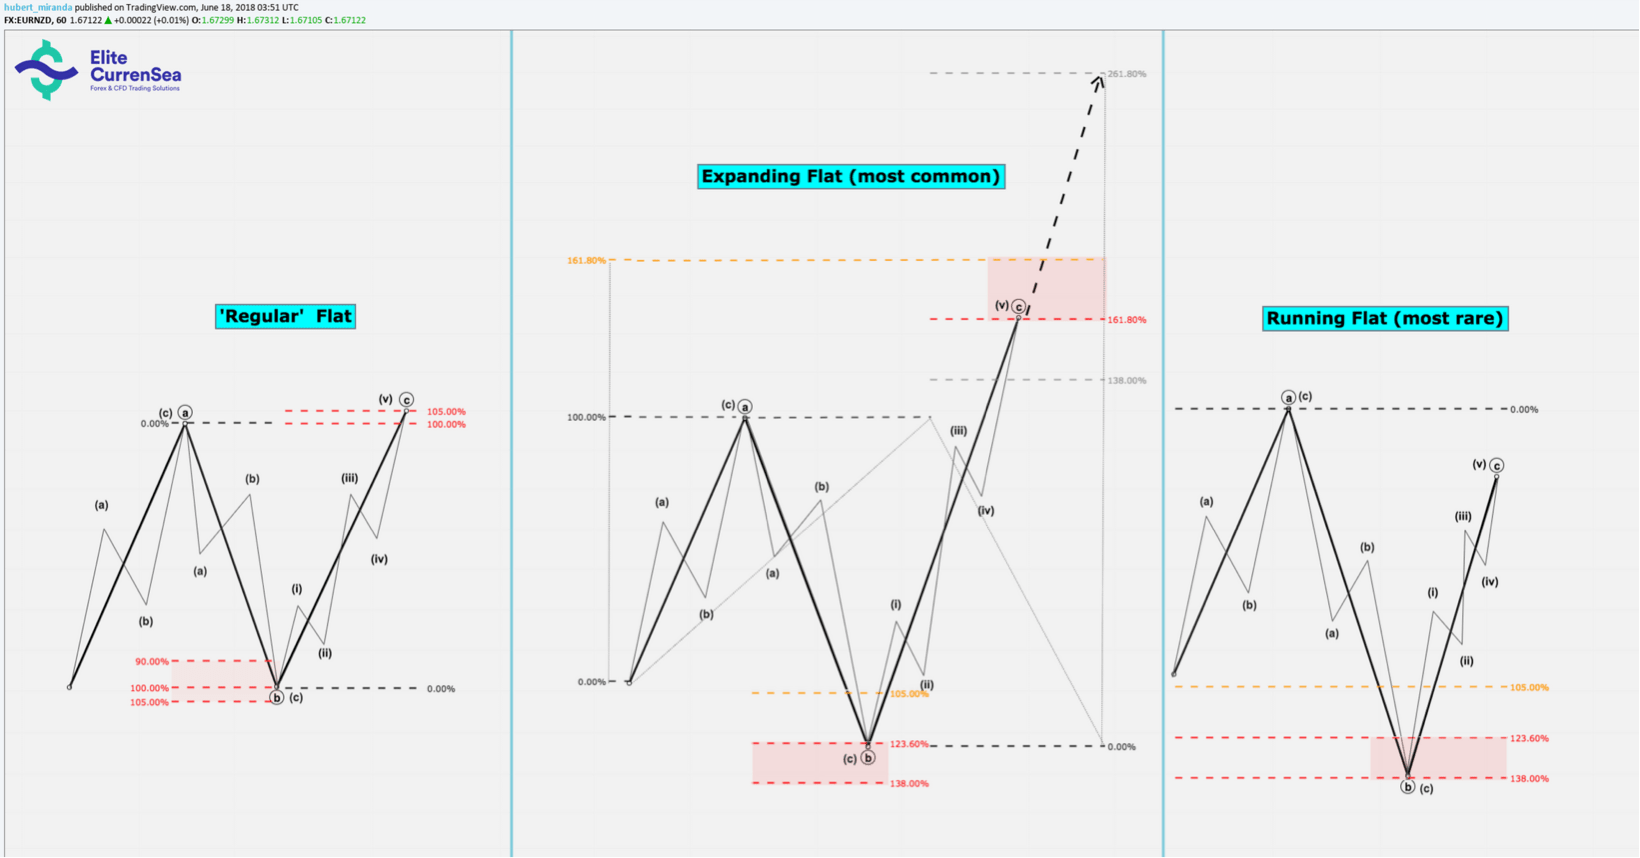 hubert_miranda published on TradingView.com, June 18, 2018 03:51 UTC
FX:EURNZD, 60 1.67122 ▲ +0.00022 (+0.01%) O:1.67299 H:1.67312 L:1.67105 C:1.67122
Elite
CurrenSea
Forex & CFD Trading Solutions
'Regular' Flat
(c) a
0.00%
(v) c
105.00%
100.00%
(a)
(b)
(a)
(b)
(iii)
(iv)
(i)
(ii)
90.00%
100.00%
105.00%
b (c)
0.00%
Expanding Flat (most common)
261.80%
161.80%
(v) c
161.80%
138.00%
100.00%
(c) a
(iii)
(a)
(b)
(iv)
(a)
(b)
(i)
(ii)
0.00%
105.00%
123.60%
0.00%
(c) b
138.00%
Running Flat (most rare)
a (c)
0.00%
(v) c
(a)
(iii)
(b)
(iv)
(b)
(i)
(a)
(ii)
105.00%
123.60%
138.00%
b (c)